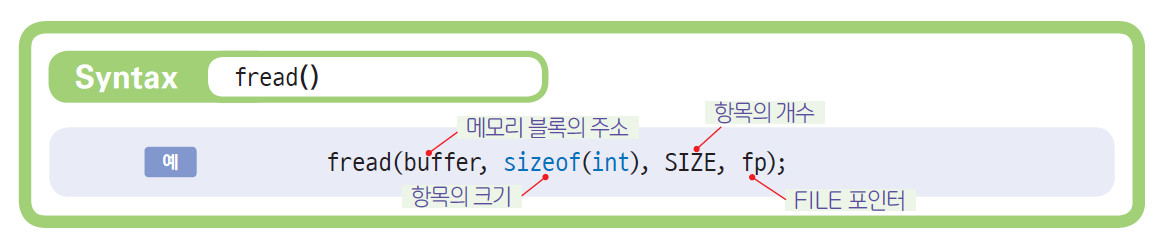 Syntax fread()
메모리 블록의 주소
항목의 개수
예 fread(buffer, sizeof(int), SIZE, fp);
항목의 크기
FILE 포인터